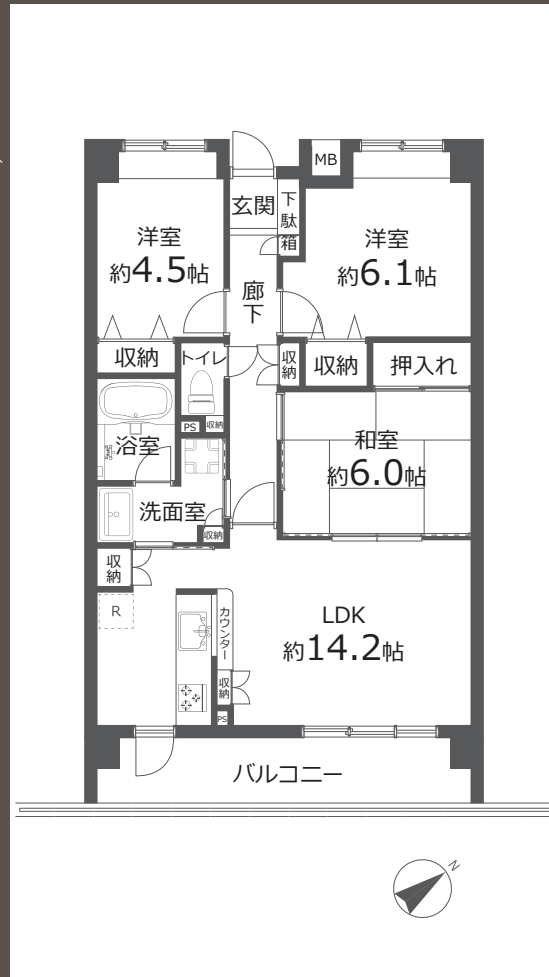 MB
玄関
下駄箱
洋室
約4.5帖
洋室
約6.1帖
廊下
収納
トイレ
収納
収納
押入れ
PS
収納
浴室
和室
約6.0帖
洗面室
収納
収納
R
カウンター
LDK
約14.2帖
収納
PS
バルコニー
N